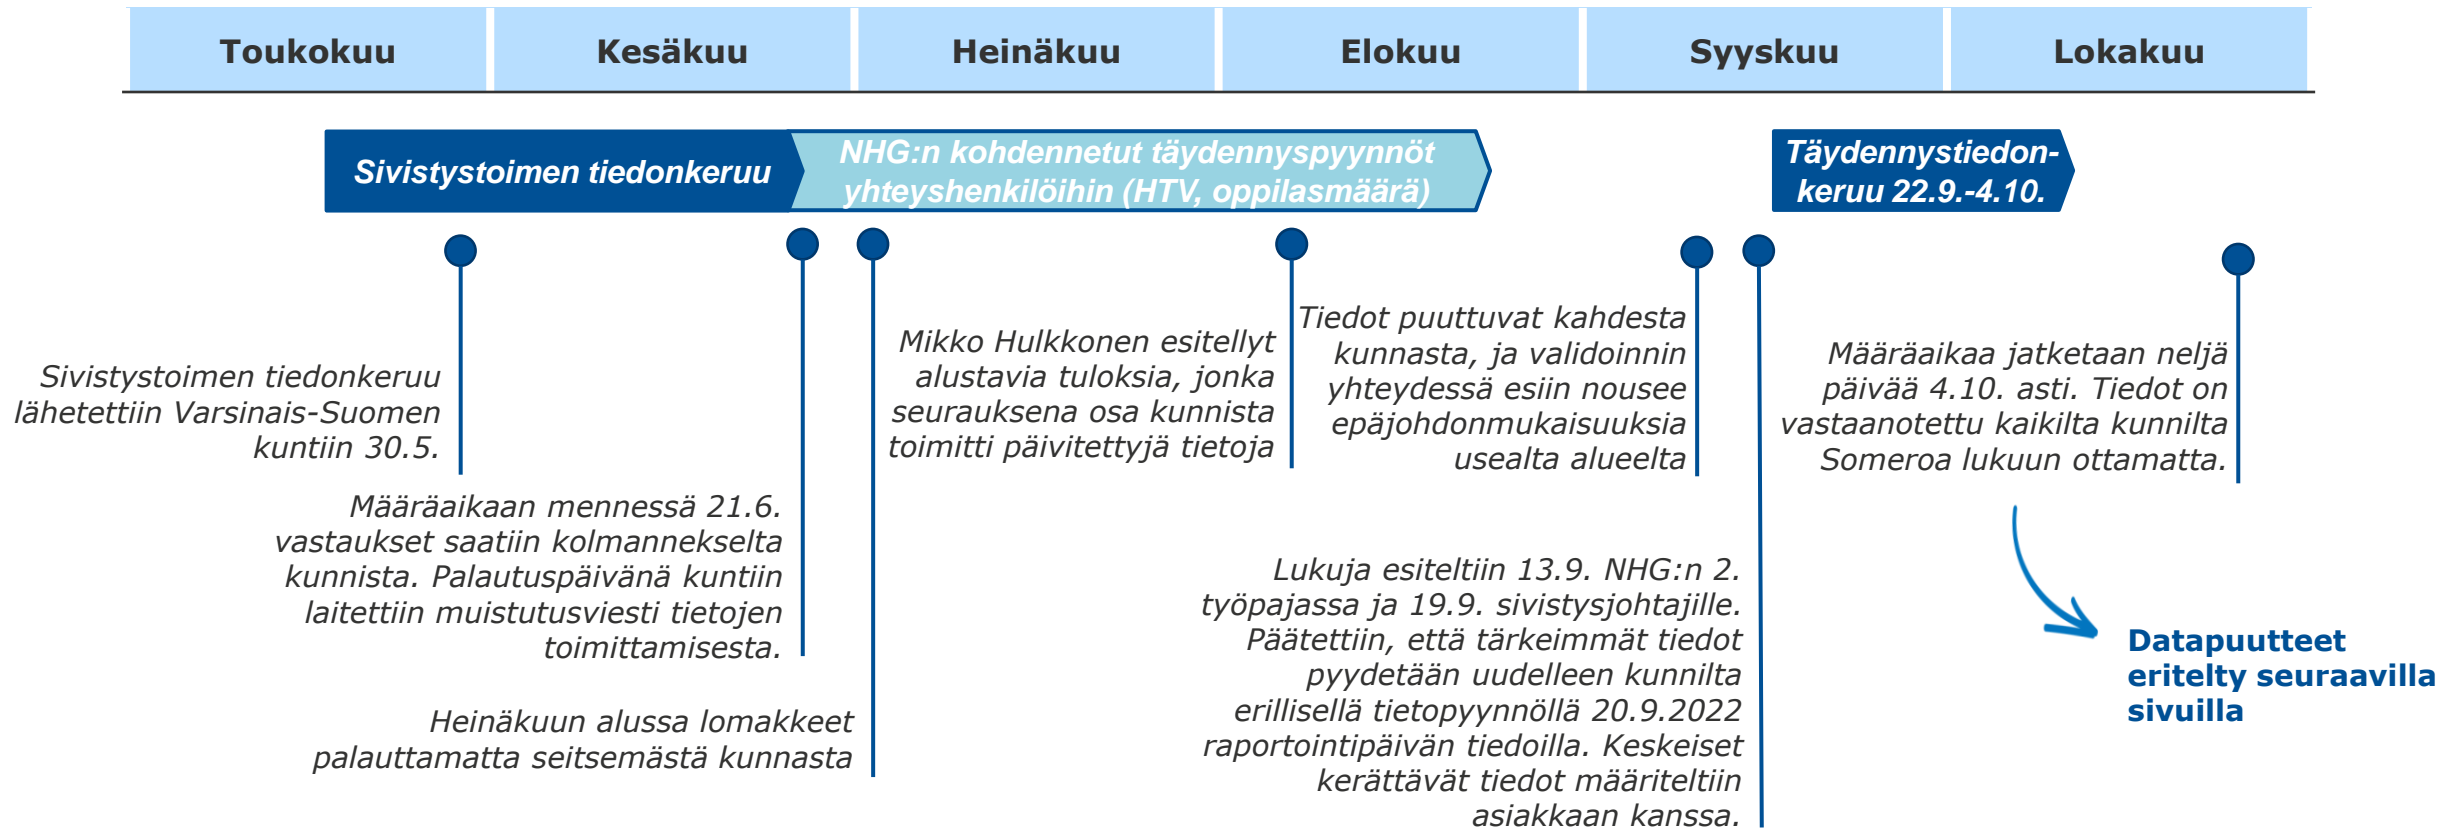 Toukokuu
Kesäkuu
Heinäkuu
Elokuu
Syyskuu
Lokakuu
Sivistystoimen tiedonkeruu
NHG:n kohdennetut täydennyspyynnöt
yhteyshenkilöihin (HTV, oppilasmäärä)
Täydennystiedon-
keruu 22.9.-4.10.
Sivistystoimen tiedonkeruu
lähetettiin Varsinais-Suomen
kuntiin 30.5.
Määräaikaan mennessä 21.6.
vastaukset saatiin kolmannekselta
kunnista. Palautuspäivänä kuntiin
laitettiin muistutusviesti tietojen
toimittamisesta.
Heinäkuun alussa lomakkeet
palauttamatta seitsemästä kunnasta
Mikko Hulkkonen esitellyt
alustavia tuloksia, jonka
seurauksena osa kunnista
toimitti päivitettyjä tietoja
Tiedot puuttuvat kahdesta
kunnasta, ja validoinnin
yhteydessä esiin nousee
epäjohdonmukaisuuksia
usealta alueelta
Lukuja esiteltiin 13.9. NHG:n 2.
työpajassa ja 19.9. sivistysjohtajille.
Päätettiin, että tärkeimmät tiedot
pyydetään uudelleen kunnilta
erillisellä tietopyynnöllä 20.9.2022
raportointipäivän tiedoilla. Keskeiset
kerättävät tiedot määriteltiin
asiakkaan kanssa.
Määräaikaa jatketaan neljä
päivää 4.10. asti. Tiedot on
vastaanotettu kaikilta kunnilta
Someroa lukuun ottamatta.
Datapuutteet
eritelty seuraavilla
sivuilla